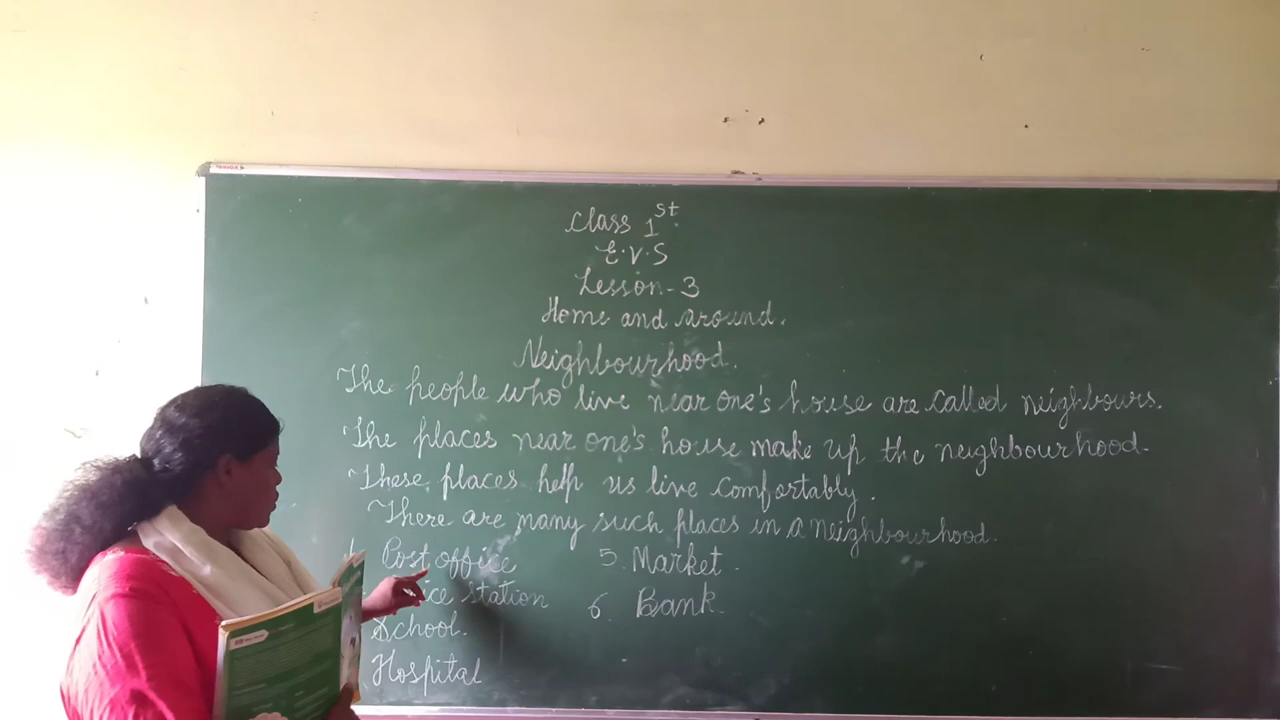 Class 1st
E.V.S
Lesson-3
Home and around.
Neighbourhood.
The people who live near one's house are called neighbours.
The places near one's house make up the neighbourhood.
These places help us live comfortably.
There are many such places in a neighbourhood.
Post office 5. Market.
station 6. Bank.
School.
Hospital